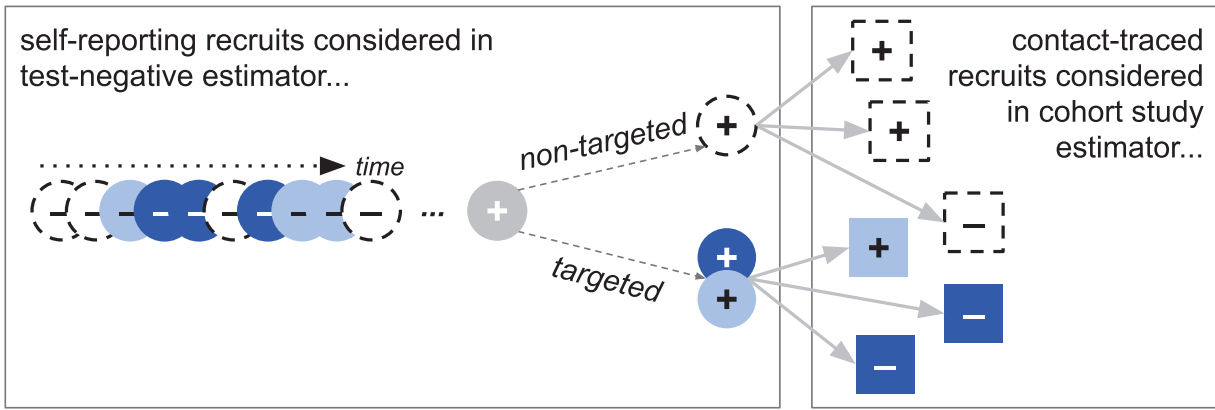 self-reporting recruits considered in
test-negative estimator...
contact-traced
recruits considered
in cohort study
estimator...
time
non-targeted
targeted
− − − − − − − − − − ... +
+
+
+
+
+
−
+
−
−